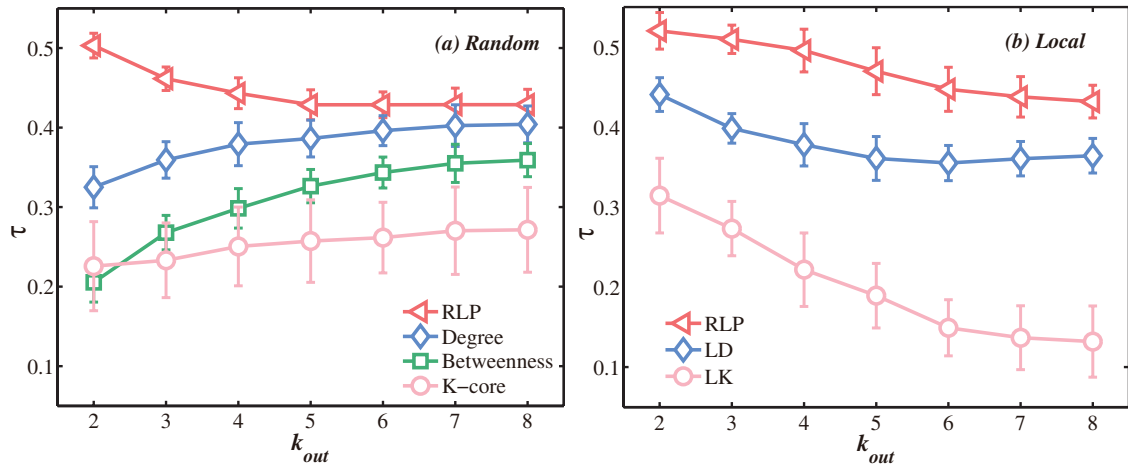 (a) Random
0.5
0.4
0.3
0.2
0.1
τ
RLP
Degree
Betweenness
K-core
2 3 4 5 6 7 8
k_out
(b) Local
0.5
0.4
0.3
0.2
0.1
τ
RLP
LD
LK
2 3 4 5 6 7 8
k_out